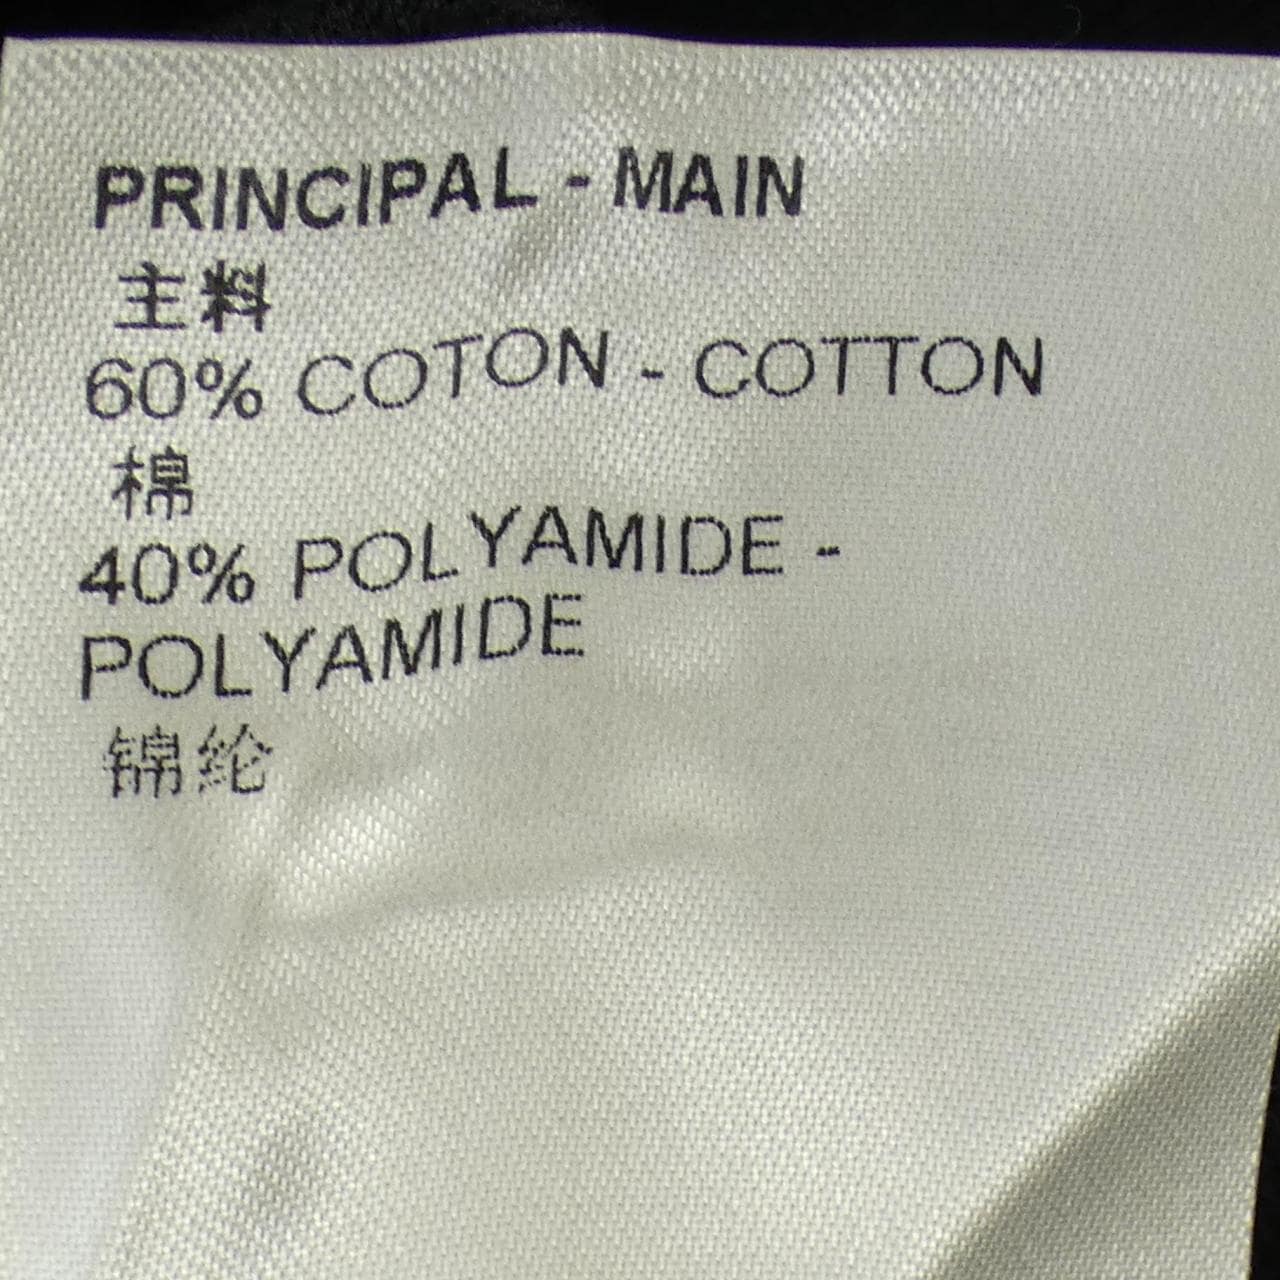 PRINCIPAL - MAIN
主料
60% COTON - COTTON
棉
40% POLYAMIDE -
POLYAMIDE
锦纶